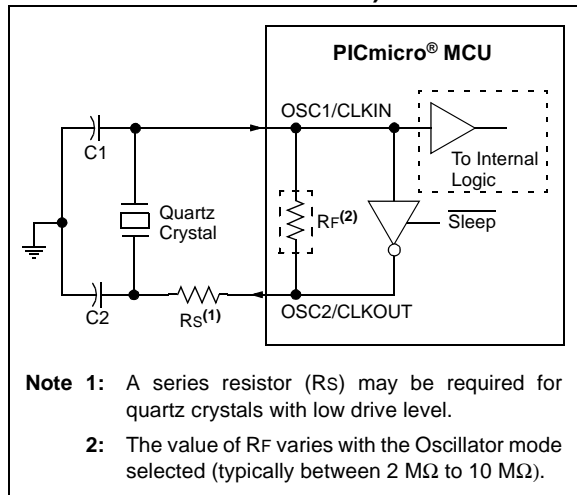 PICmicro® MCU
OSC1/CLKIN
C1
To Internal
Logic
Quartz
Crystal
RF(2)
Sleep
C2
RS(1)
OSC2/CLKOUT
Note 1: A series resistor (RS) may be required for
quartz crystals with low drive level.
2: The value of RF varies with the Oscillator mode
selected (typically between 2 MΩ to 10 MΩ).